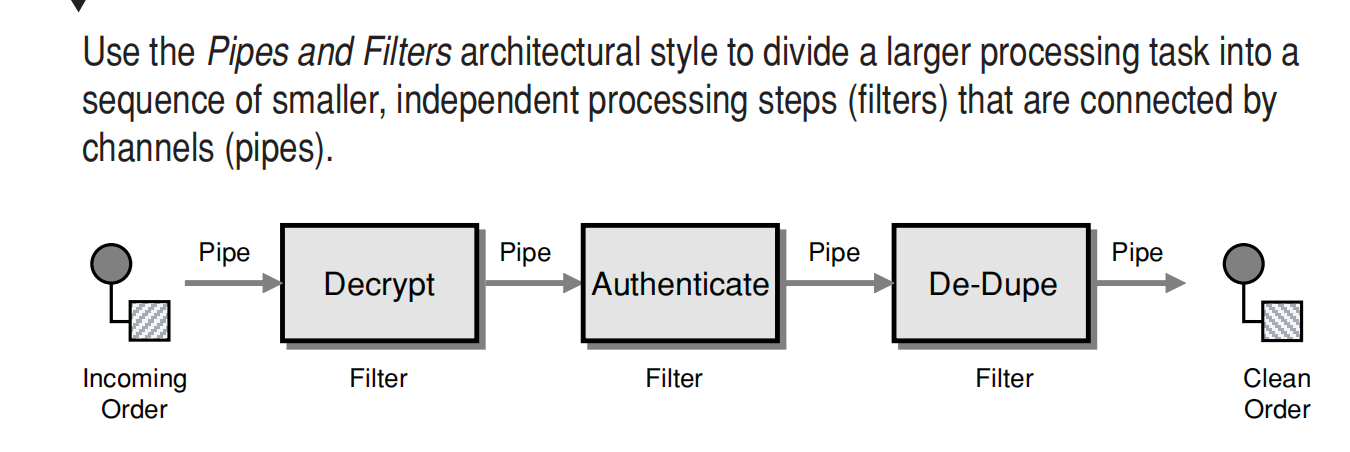 Use the Pipes and Filters architectural style to divide a larger processing task into a
sequence of smaller, independent processing steps (filters) that are connected by
channels (pipes).
Pipe
Pipe
Pipe
Pipe
Decrypt
Authenticate
De-Dupe
Incoming
Order
Filter
Filter
Filter
Clean
Order